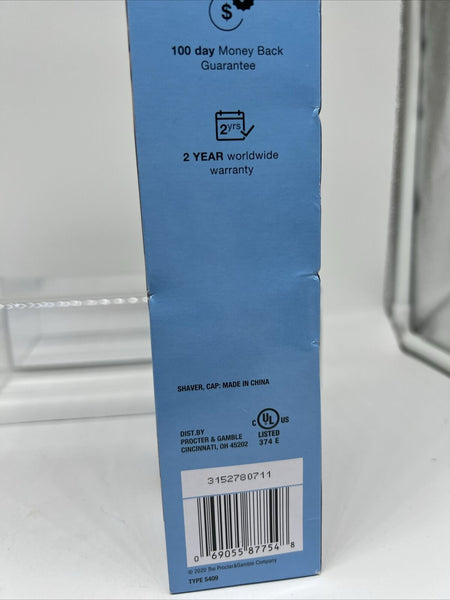 $
100 day Money Back
Guarantee
2yrs
2 YEAR worldwide
warranty
SHAVER, CAP: MADE IN CHINA
C UL US
LISTED
374 E
DIST.BY
PROCTER & GAMBLE
CINCINNATI, OH 45202
3152780711
0 69055 87754 8
© 2020 The Procter&Gamble Company
TYPE 5409